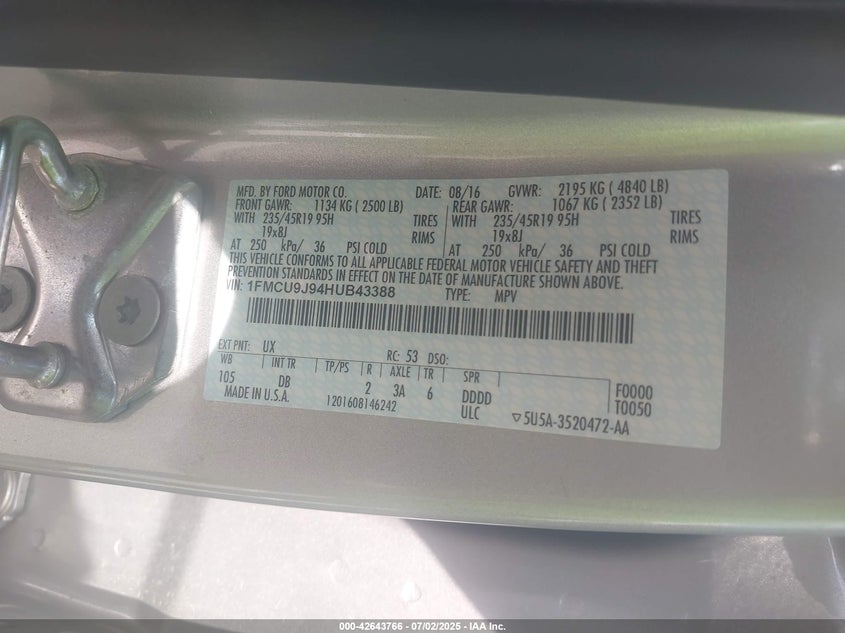 MFD. BY FORD MOTOR CO. DATE: 08/16 GVWR: 2195 KG ( 4840 LB)
FRONT GAWR: 1134 KG ( 2500 LB) REAR GAWR: 1067 KG ( 2352 LB)
WITH 235/45R19 95H TIRES WITH 235/45R19 95H TIRES
19x8J RIMS 19x8J RIMS
AT 250 kPa/ 36 PSI COLD AT 250 kPa/ 36 PSI COLD
THIS VEHICLE CONFORMS TO ALL APPLICABLE FEDERAL MOTOR VEHICLE SAFETY AND THEFT
PREVENTION STANDARDS IN EFFECT ON THE DATE OF MANUFACTURE SHOWN ABOVE.
VIN: 1FMCU9J94HUB43388 TYPE: MPV
EXT PNT: UX RC: 53 DSO:
WB INT TR TP/PS R AXLE TR SPR
105 DB 2 3A 6 DDDD F0000
MADE IN U.S.A. 1201608146242 ULC ▽5U5A-3520472-AA T0050
000-42643766 - 07/02/2025 - IAA Inc.